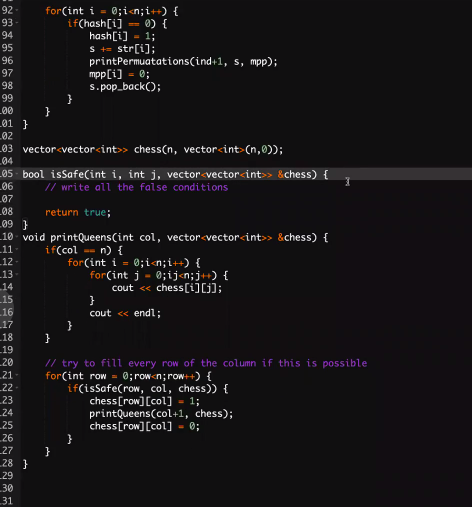 92 for(int i = 0;i<n;i++) {
93 if(hash[i] == 0) {
94 hash[i] = 1;
95 s += str[i];
96 printPermuatations(ind+1, s, mpp);
97 mpp[i] = 0;
98 s.pop_back();
99 }
00 }
01 }
02
03 vector<vector<int>> chess(n, vector<int>(n,0));
04
05 bool isSafe(int i, int j, vector<vector<int>> &chess) {
06 // write all the false conditions
07
08 return true;
09 }
10 void printQueens(int col, vector<vector<int>> &chess) {
11 if(col == n) {
12 for(int i = 0;i<n;i++) {
13 for(int j = 0;ij<n;j++) {
14 cout << chess[i][j];
15 }
16 cout << endl;
17 }
18 }
19
20 // try to fill every row of the column if this is possible
21 for(int row = 0;row<n;row++) {
22 if(isSafe(row, col, chess)) {
23 chess[row][col] = 1;
24 printQueens(col+1, chess);
25 chess[row][col] = 0;
26 }
27 }
28 }
29
130
131